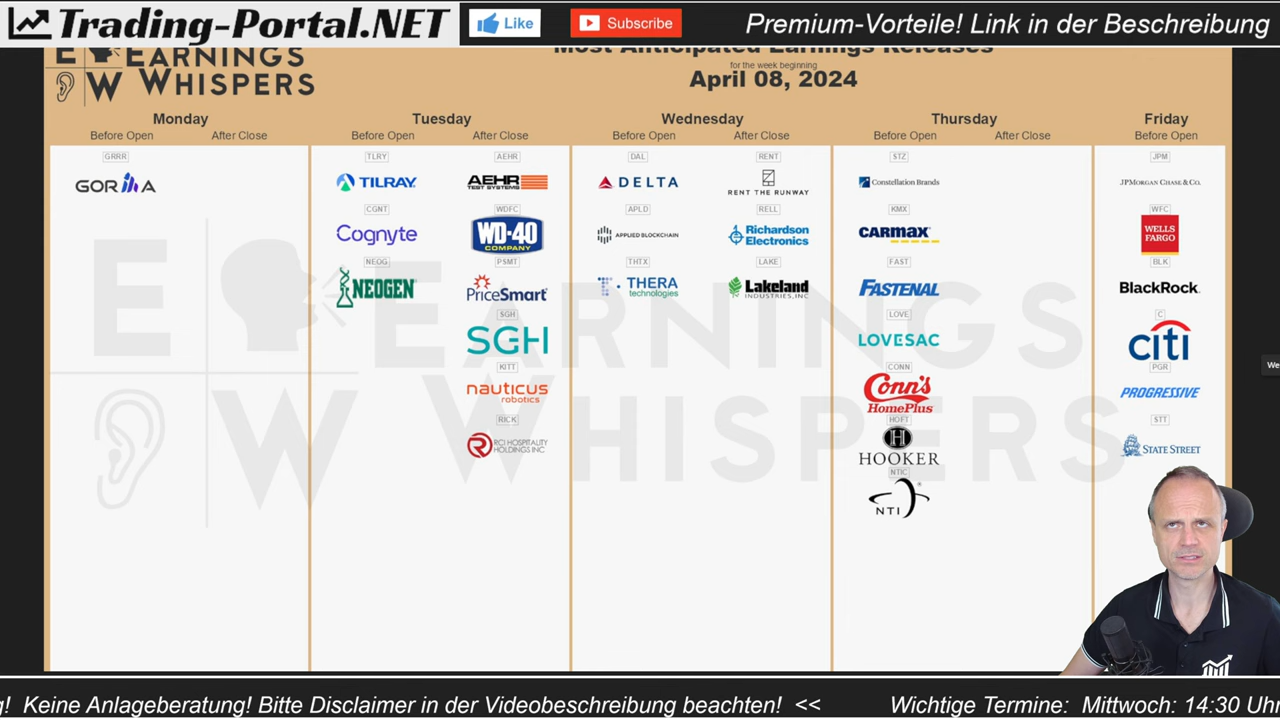 Trading-Portal.NET
Like
Subscribe
Premium-Vorteile! Link in der Beschreibung
EARNINGS
WHISPERS
E
W
Most Anticipated Earnings Releases
for the week beginning
April 08, 2024
Monday
Before Open After Close
GRRR
GORILLA
Tuesday
Before Open After Close
TLRY
TILRAY
CGNT
Cognyte
NEOG
NEOGEN
AEHR
AEHR
TEST SYSTEMS
WDFC
WD-40
COMPANY
PSMT
PriceSmart
SGH
SGH
KITT
nauticus
robotics
RICK
RCI HOSPITALITY
HOLDINGS INC
Wednesday
Before Open After Close
DAL
DELTA
APLD
APPLIED BLOCKCHAIN
THTX
THERA
technologies
RENT
RENT THE RUNWAY
RELL
Richardson
Electronics
LAKE
Lakeland
INDUSTRIES, INC
Thursday
Before Open After Close
STZ
Constellation Brands
KMX
CARMAX
FAST
FASTENAL
LOVE
LOVESAC
CONN
Conn's
HomePlus
HOFT
H
HOOKER
NTIC
NTI
Friday
Before Open
JPM
JPMORGAN CHASE & CO.
WFC
WELLS
FARGO
BLK
BlackRock.
C
citi
PGR
PROGRESSIVE
STT
STATE STREET
E EARNINGS
W WHISPERS
We
g! Keine Anlageberatung! Bitte Disclaimer in der Videobeschreibung beachten! << Wichtige Termine: Mittwoch: 14:30 Uhr